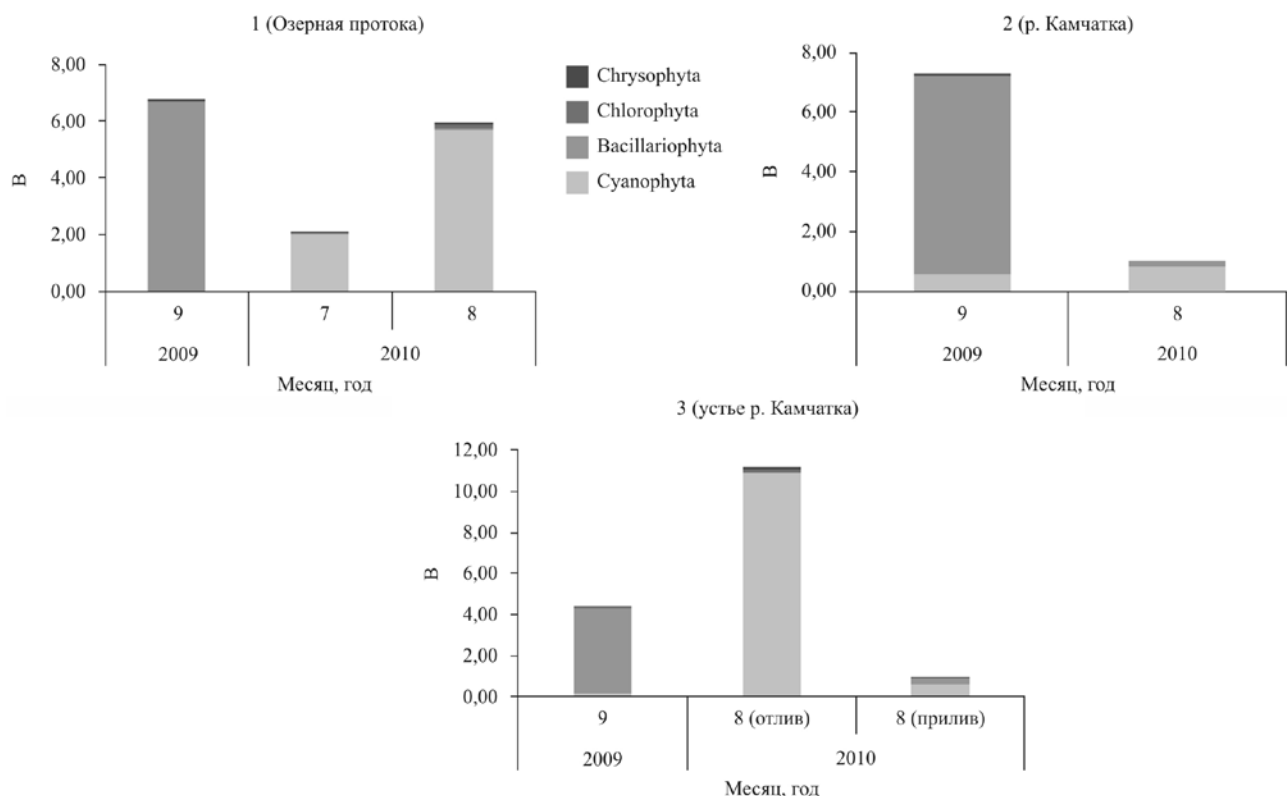 1 (Озерная протока)
8,00
6,00
4,00
2,00
0,00
В
9
7
8
2009
2010
Месяц, год
Chrysophyta
Chlorophyta
Bacillariophyta
Cyanophyta
2 (р. Камчатка)
8,00
6,00
4,00
2,00
0,00
В
9
8
2009
2010
Месяц, год
3 (устье р. Камчатка)
12,00
10,00
8,00
6,00
4,00
2,00
0,00
В
9
8 (отлив)
8 (прилив)
2009
2010
Месяц, год